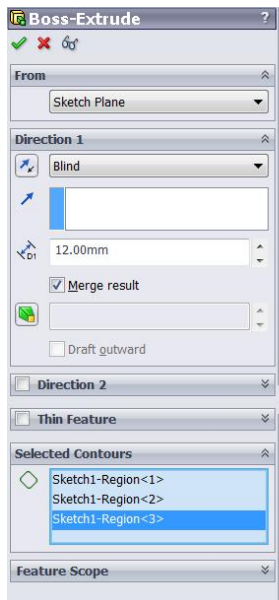 Boss-Extrude ?
From
Sketch Plane
Direction 1
Blind
D1 12.00mm
Merge result
Draft outward
Direction 2
Thin Feature
Selected Contours
Sketch1-Region<1>
Sketch1-Region<2>
Sketch1-Region<3>
Feature Scope